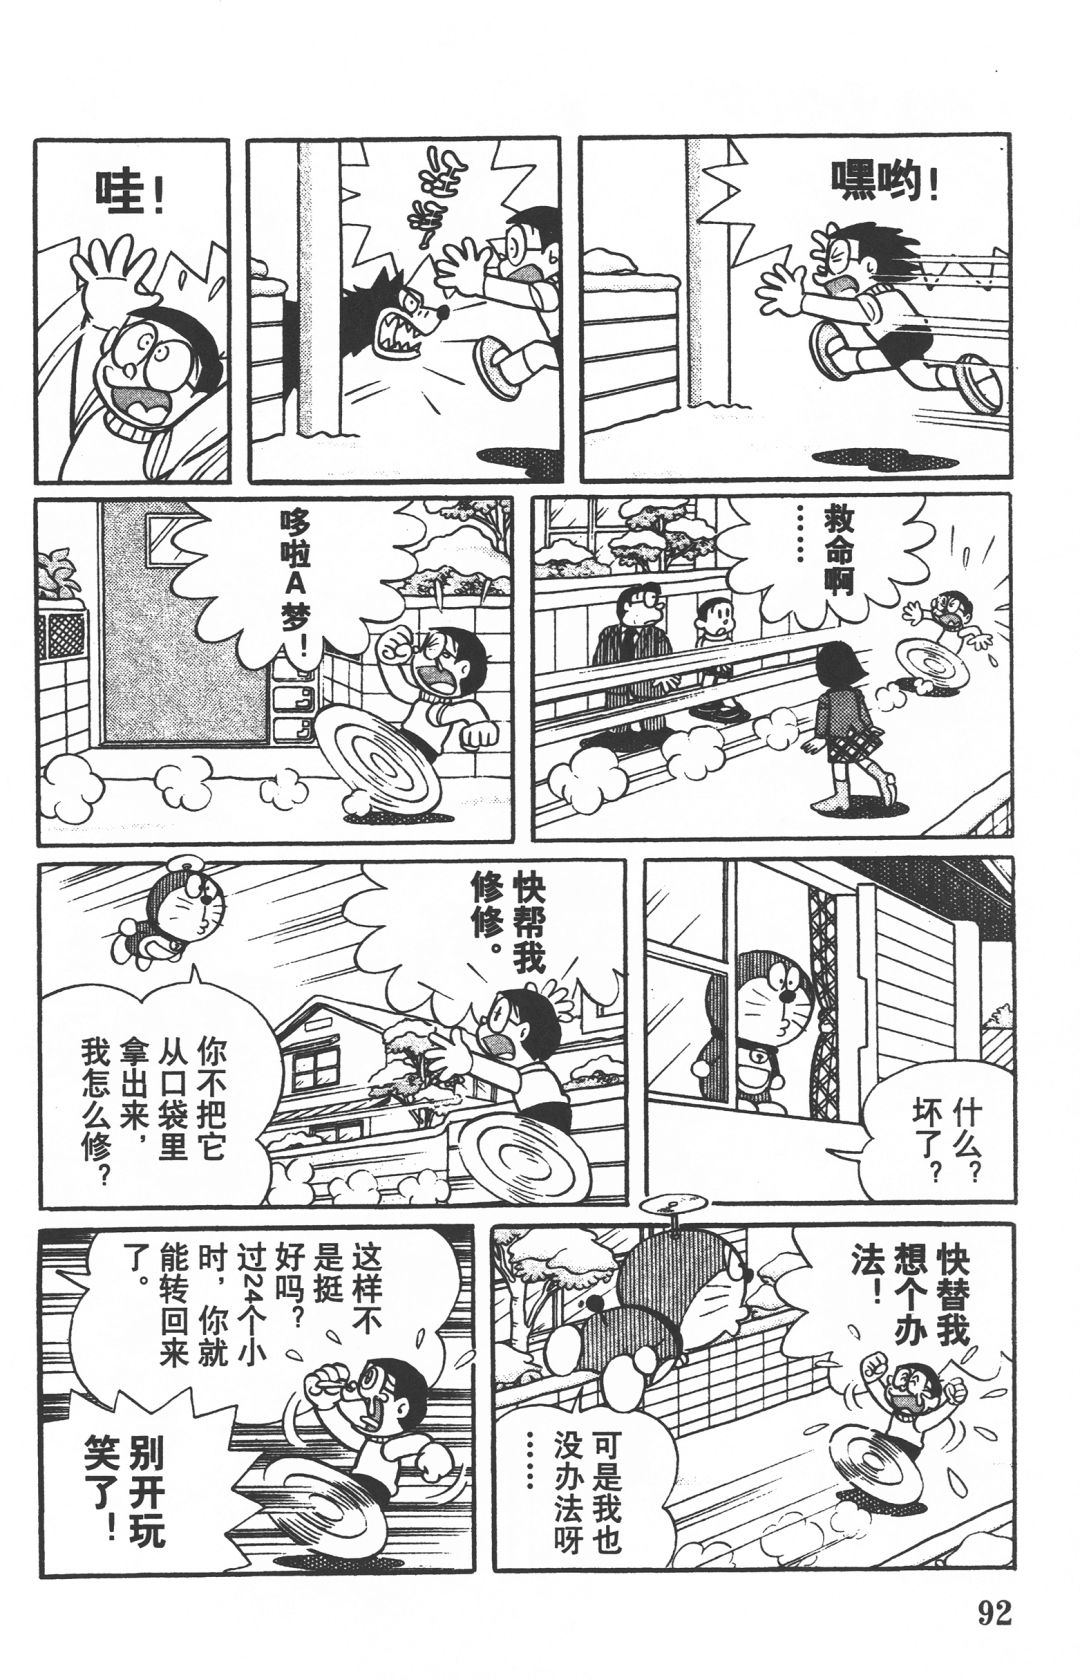 嘿哟！
汪汪！
哇！
救命啊
……
哆啦A梦！
什么？
坏了？
快帮我
修修。
你不把它
从口袋里
拿出来，
我怎么修？
快替我
想个办
法！
可是我也
没办法呀
……
这样不
是挺
好吗？
过24个小
时，你就
能转回来
了。
别开玩
笑了！
92